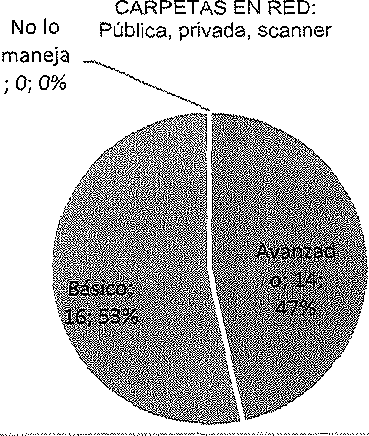 CARPETAS EN RED:
Pública, privada, scanner
No lo
maneja
; 0; 0%
Avanzad
o; 14;
47%
Básico;
16; 53%